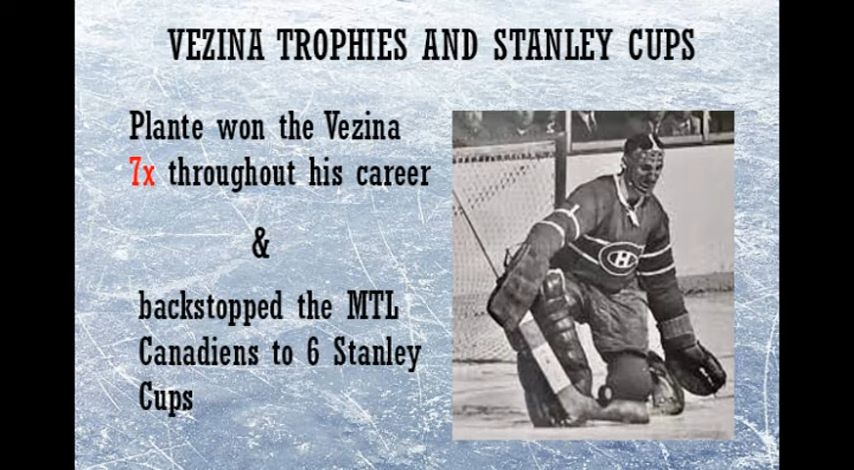 VEZINA TROPHIES AND STANLEY CUPS
Plante won the Vezina
7x throughout his career
&
backstopped the MTL
Canadiens to 6 Stanley
Cups
CH